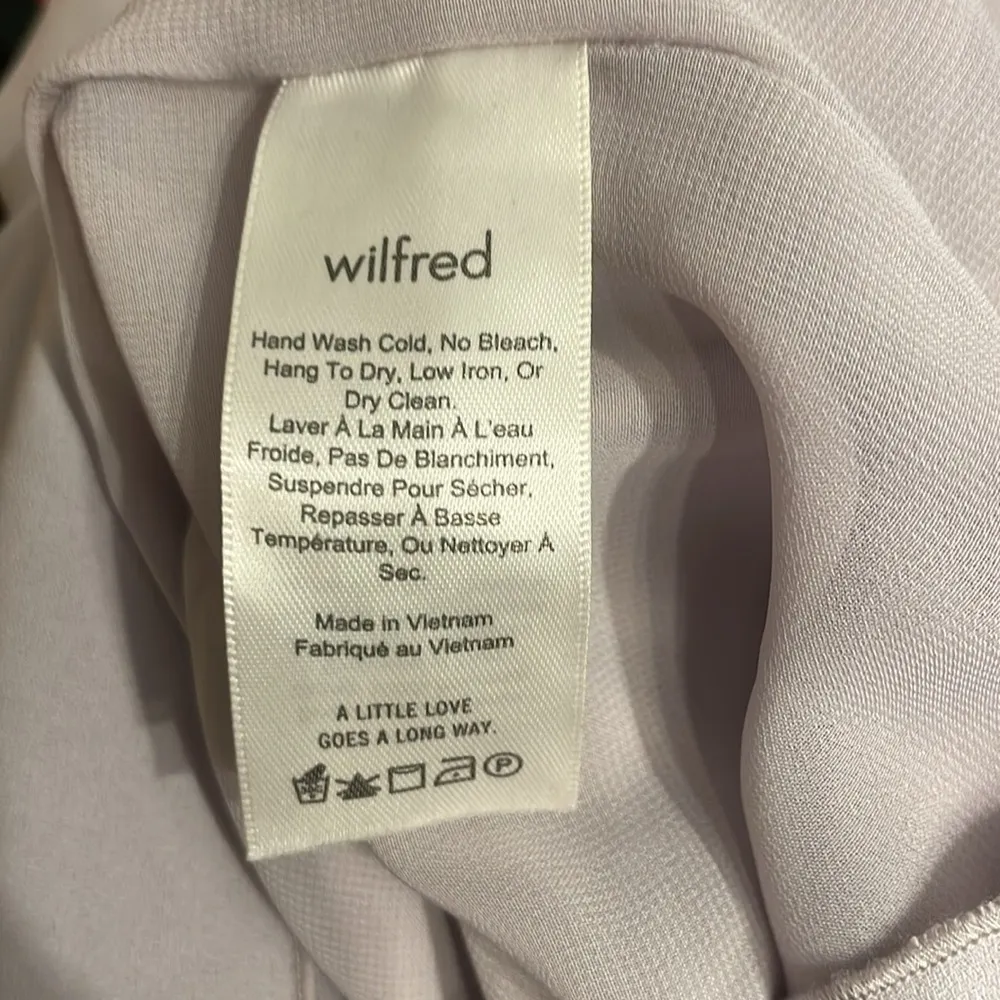 wilfred
Hand Wash Cold, No Bleach,
Hang To Dry, Low Iron, Or
Dry Clean.
Laver À La Main À L'eau
Froide, Pas De Blanchiment,
Suspendre Pour Sécher,
Repasser À Basse
Température, Ou Nettoyer À
Sec.
Made in Vietnam
Fabriqué au Vietnam
A LITTLE LOVE
GOES A LONG WAY.
P